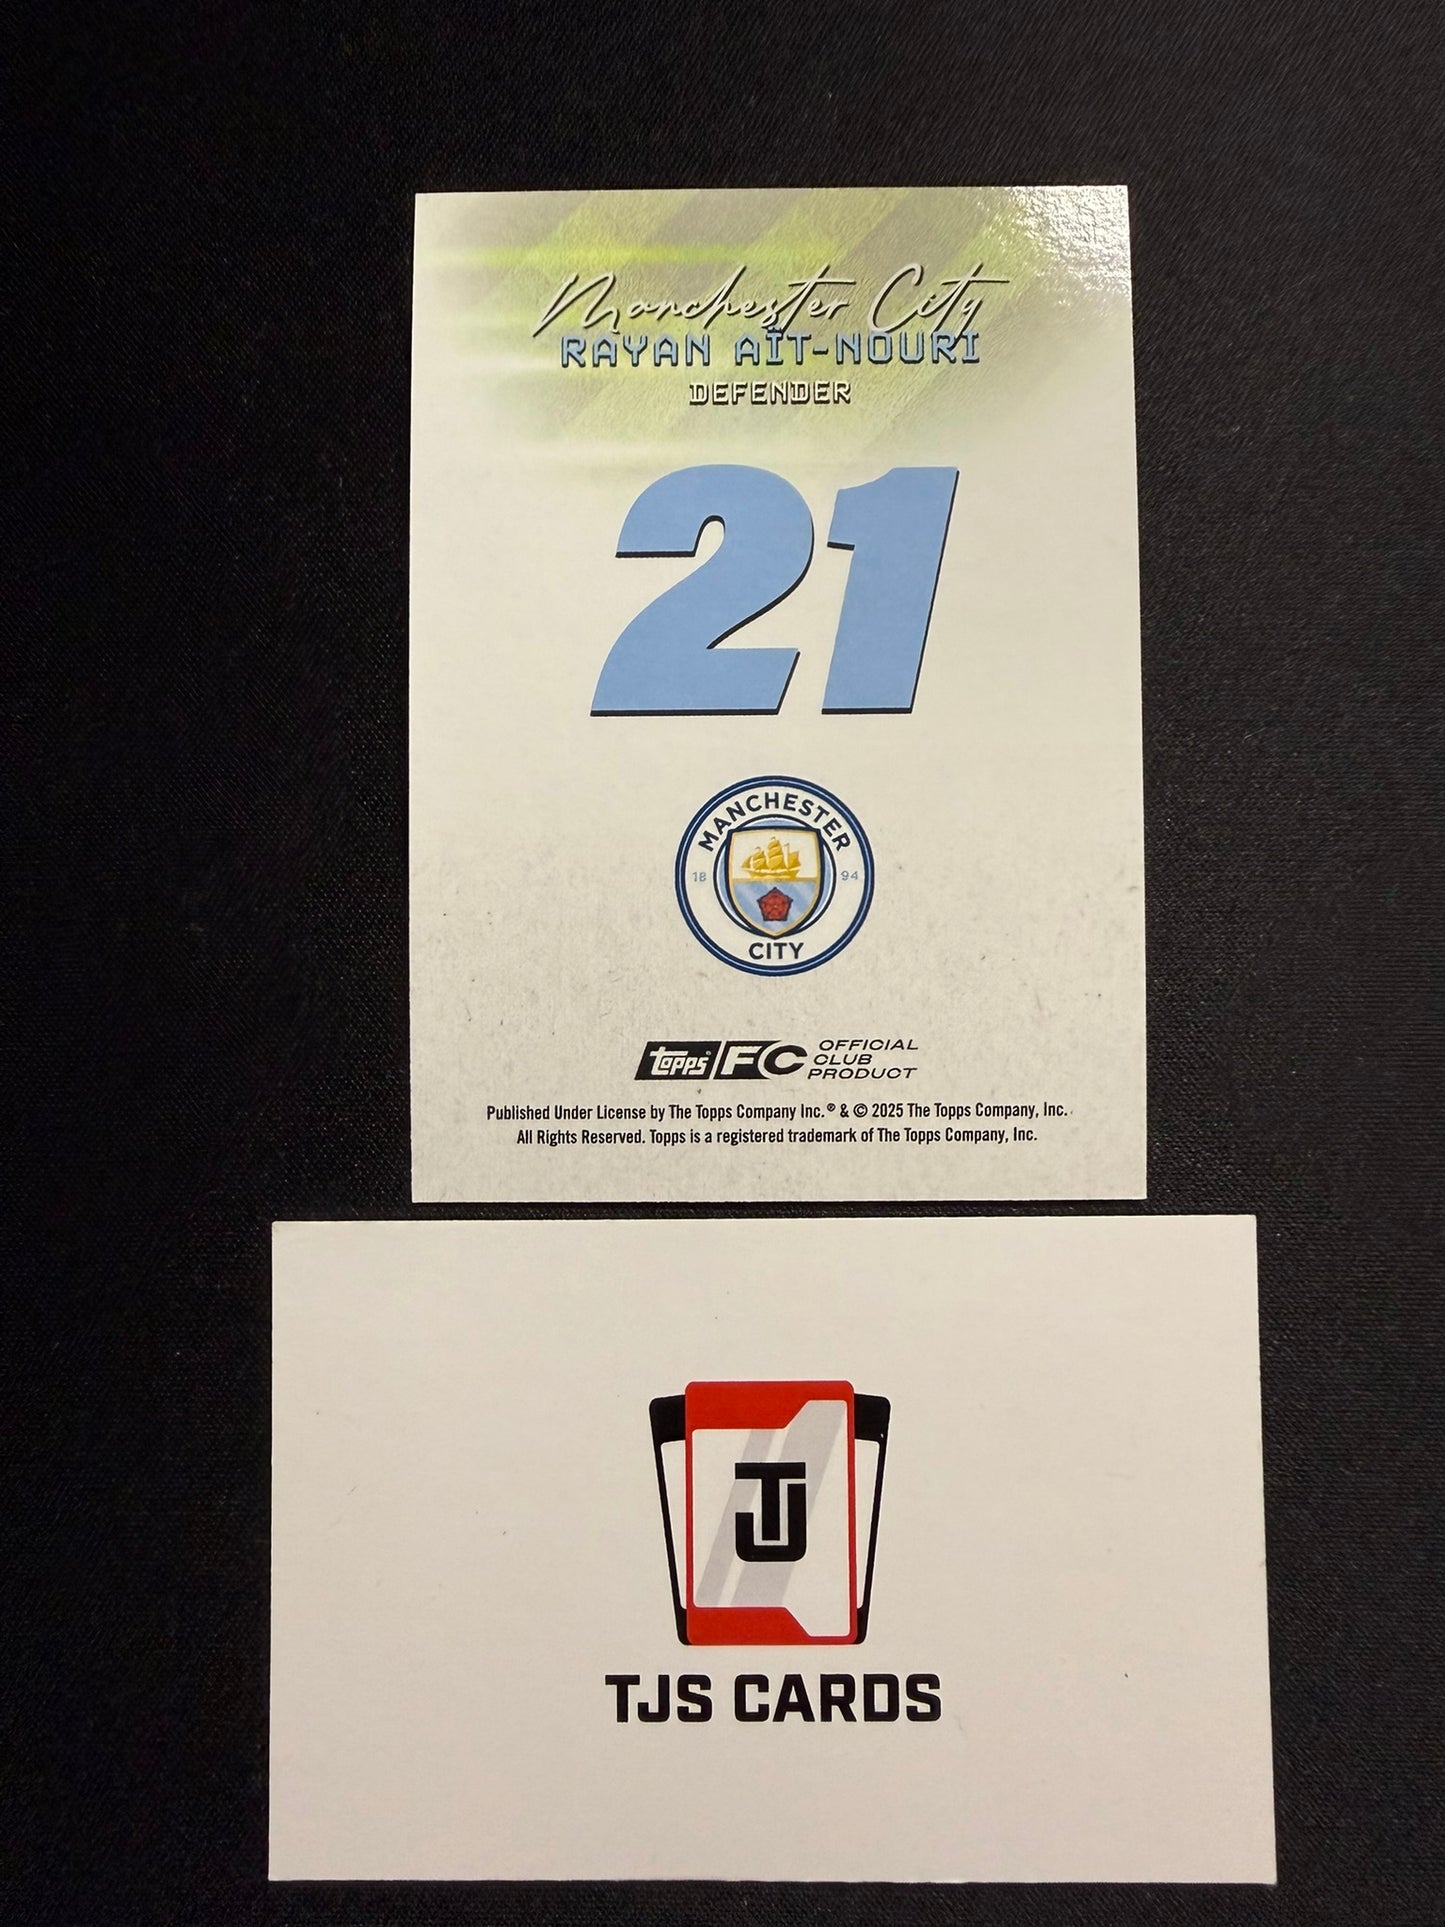 Manchester City
RAYAN AÏT-NOURI
DEFENDER
21
MANCHESTER
18 94
CITY
topps FC OFFICIAL
CLUB
PRODUCT
Published Under License by The Topps Company Inc.® & © 2025 The Topps Company, Inc.
All Rights Reserved. Topps is a registered trademark of The Topps Company, Inc.
TJ
TJS CARDS